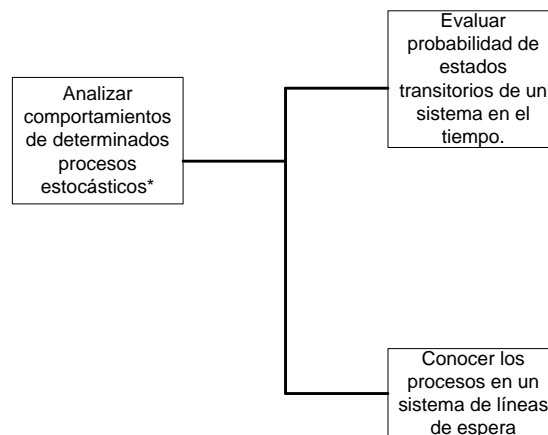 Analizar
comportamientos
de determinados
procesos
estocásticos*
Evaluar
probabilidad de
estados
transitorios de un
sistema en el
tiempo.
Conocer los
procesos en un
sistema de líneas
de espera